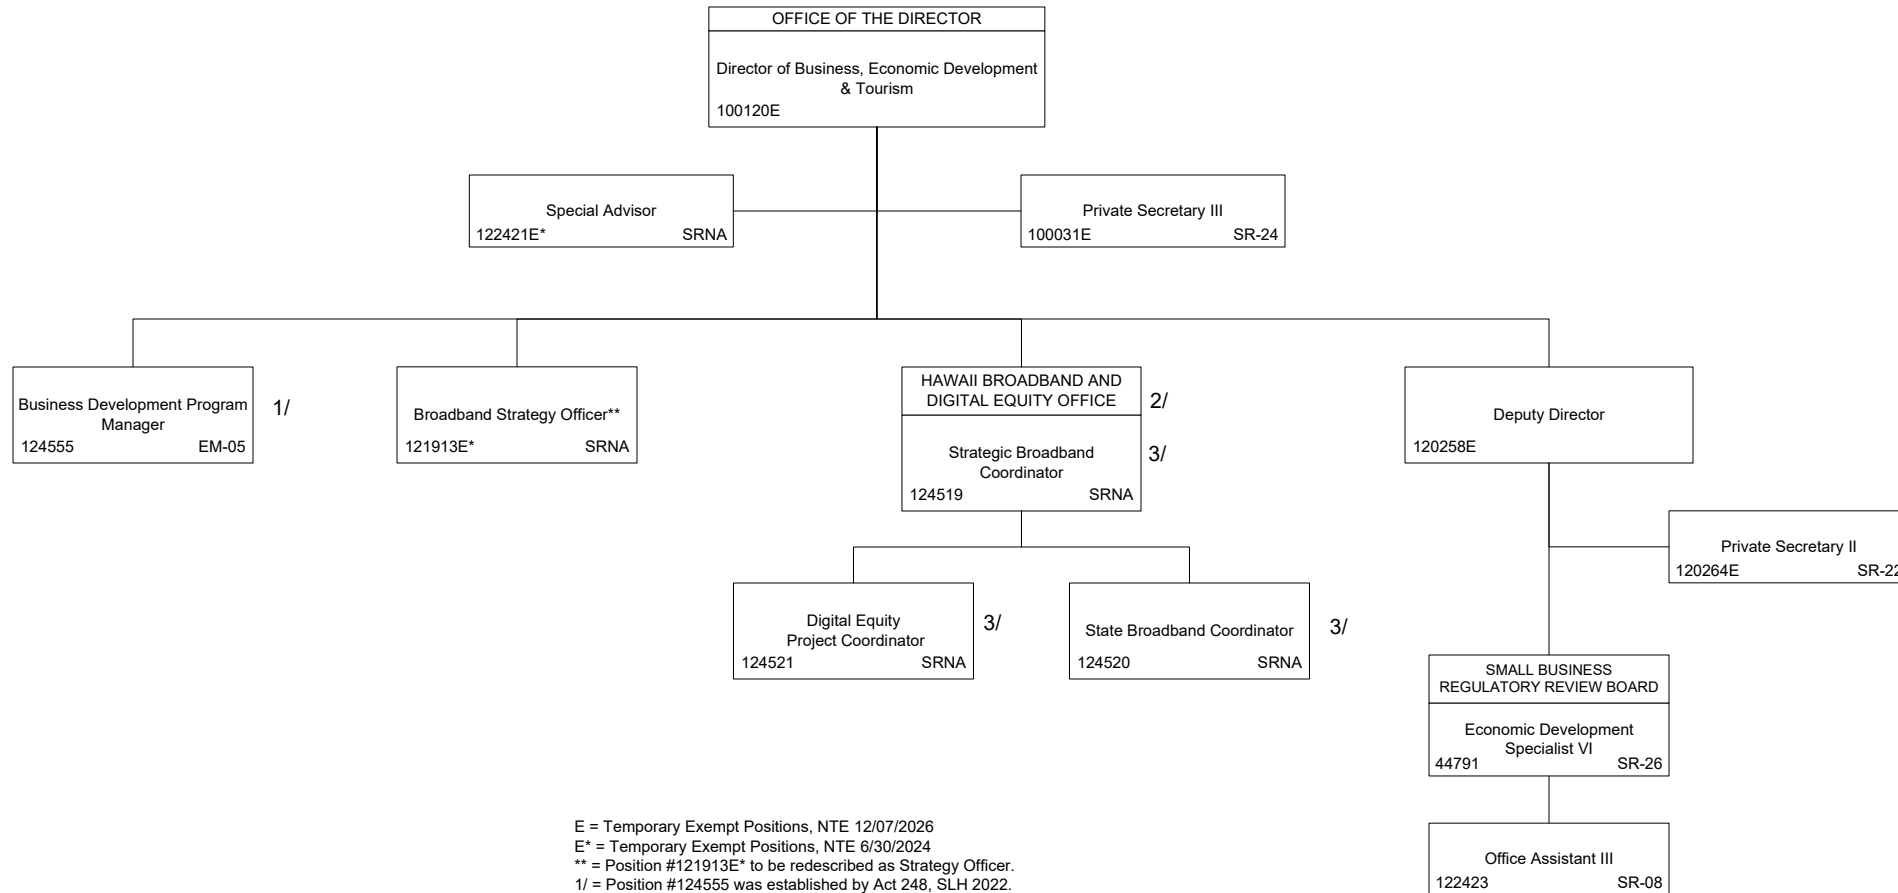 OFFICE OF THE DIRECTOR
Director of Business, Economic Development
& Tourism
100120E
Special Advisor
122421E* SRNA
Private Secretary III
100031E SR-24
Business Development Program
Manager
124555 EM-05
1/
Broadband Strategy Officer**
121913E* SRNA
HAWAII BROADBAND AND
DIGITAL EQUITY OFFICE
2/
Strategic Broadband
Coordinator
3/
124519 SRNA
Deputy Director
120258E
Private Secretary II
120264E SR-22
Digital Equity
Project Coordinator
3/
124521 SRNA
State Broadband Coordinator
3/
124520 SRNA
SMALL BUSINESS
REGULATORY REVIEW BOARD
Economic Development
Specialist VI
44791 SR-26
Office Assistant III
122423 SR-08
E = Temporary Exempt Positions, NTE 12/07/2026
E* = Temporary Exempt Positions, NTE 6/30/2024
** = Position #121913E* to be redescribed as Strategy Officer.
1/ = Position #124555 was established by Act 248, SLH 2022.